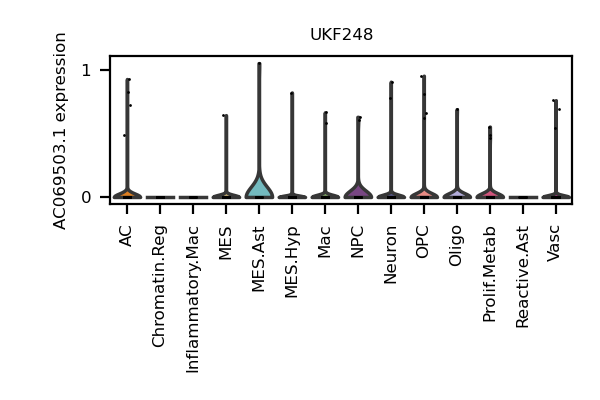 UKF248
AC069503.1 expression
1
0
AC
Chromatin.Reg
Inflammatory.Mac
MES
MES.Ast
MES.Hyp
Mac
NPC
Neuron
OPC
Oligo
Prolif.Metab
Reactive.Ast
Vasc